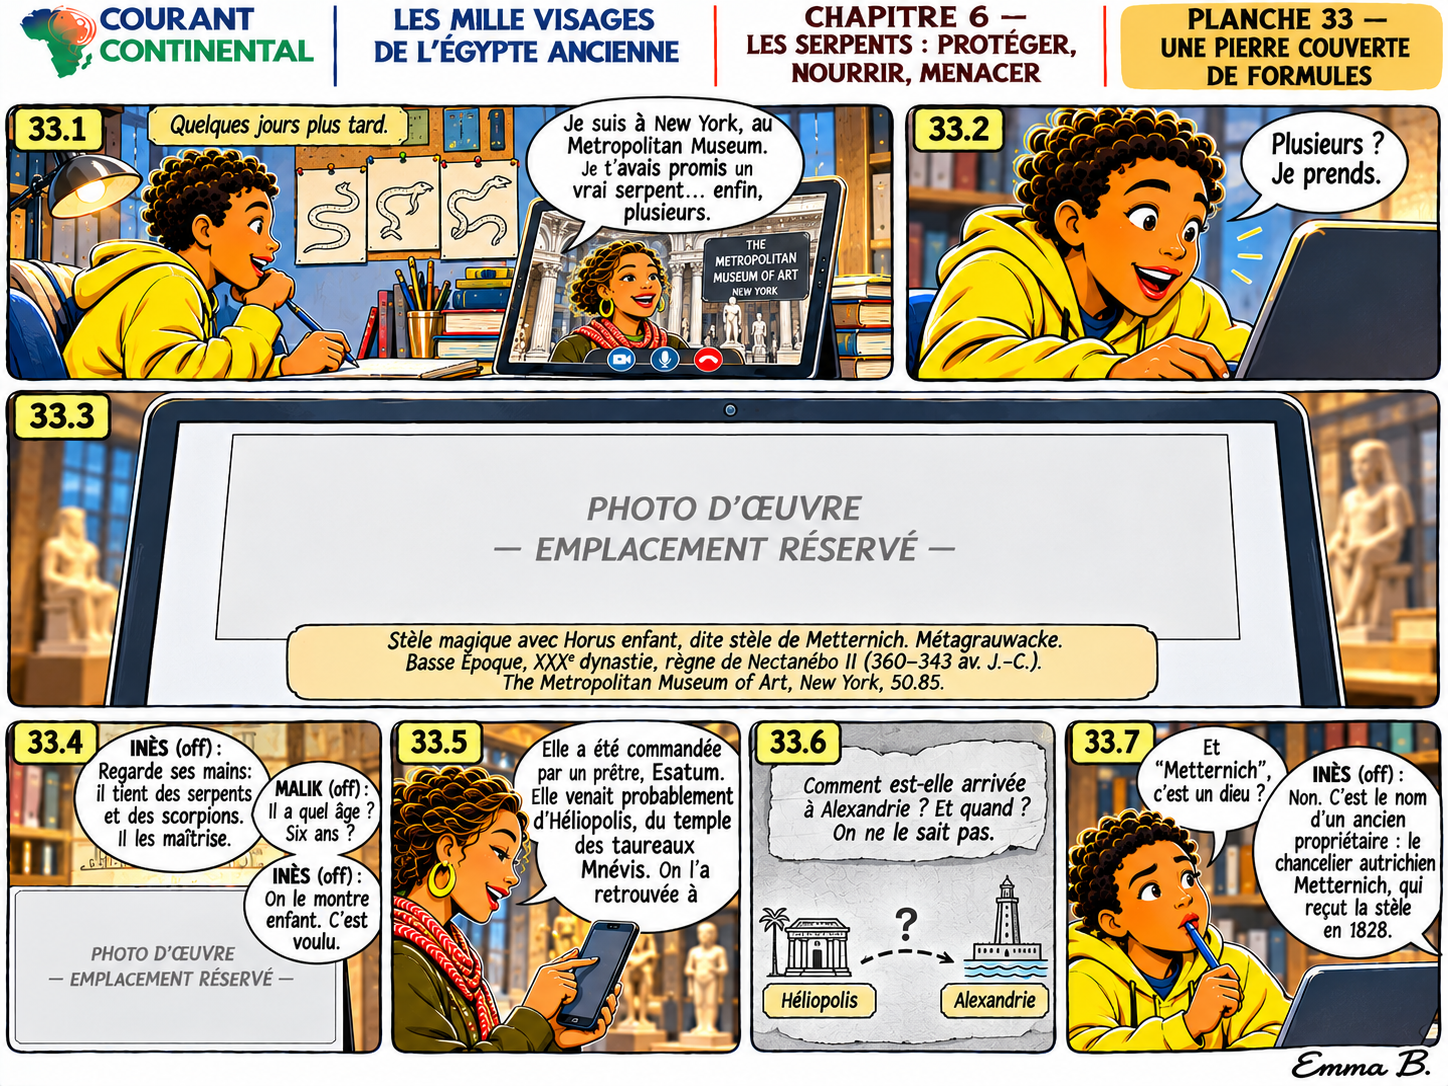 COURANT
CONTINENTAL
LES MILLE VISAGES
DE L'ÉGYPTE ANCIENNE
CHAPITRE 6 —
LES SERPENTS : PROTÉGER,
NOURRIR, MENACER
PLANCHE 33 —
UNE PIERRE COUVERTE
DE FORMULES
33.1
Quelques jours plus tard.
Je suis à New York, au
Metropolitan Museum.
Je t'avais promis un
vrai serpent... enfin,
plusieurs.
THE
METROPOLITAN
MUSEUM OF ART
NEW YORK
33.2
Plusieurs ?
Je prends.
33.3
PHOTO D'ŒUVRE
— EMPLACEMENT RÉSERVÉ —
Stèle magique avec Horus enfant, dite stèle de Metternich. Métagrauwacke.
Basse Époque, XXXᵉ dynastie, règne de Nectanébo II (360–343 av. J.-C.).
The Metropolitan Museum of Art, New York, 50.85.
33.4
INÈS (off) :
Regarde ses mains:
il tient des serpents
et des scorpions.
Il les maîtrise.
MALIK (off) :
Il a quel âge ?
Six ans ?
INÈS (off) :
On le montre
enfant. C'est
voulu.
PHOTO D'ŒUVRE
— EMPLACEMENT RÉSERVÉ —
33.5
Elle a été commandée
par un prêtre, Esatum.
Elle venait probablement
d'Héliopolis, du temple
des taureaux
Mnévis. On l'a
retrouvée à
33.6
Comment est-elle arrivée
à Alexandrie ? Et quand ?
On ne le sait pas.
?
Héliopolis
Alexandrie
33.7
Et
"Metternich",
c'est un dieu ?
INÈS (off) :
Non. C'est le nom
d'un ancien
propriétaire : le
chancelier autrichien
Metternich, qui
reçut la stèle
en 1828.
Emma B.